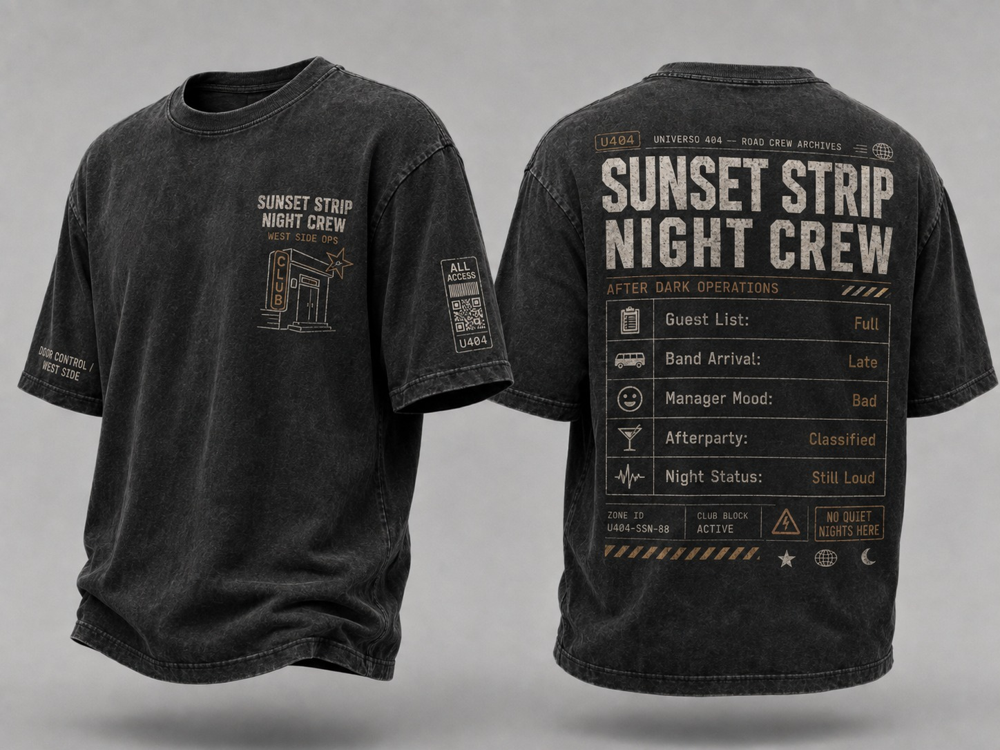 SUNSET STRIP
NIGHT CREW
WEST SIDE OPS
CLUB
DOOR CONTROL /
WEST SIDE
ALL
ACCESS
U404
U404
UNIVERSO 404 — ROAD CREW ARCHIVES
SUNSET STRIP
NIGHT CREW
AFTER DARK OPERATIONS
Guest List: Full
Band Arrival: Late
Manager Mood: Bad
Afterparty: Classified
Night Status: Still Loud
ZONE ID
U404-SSN-88
CLUB BLOCK
ACTIVE
NO QUIET
NIGHTS HERE